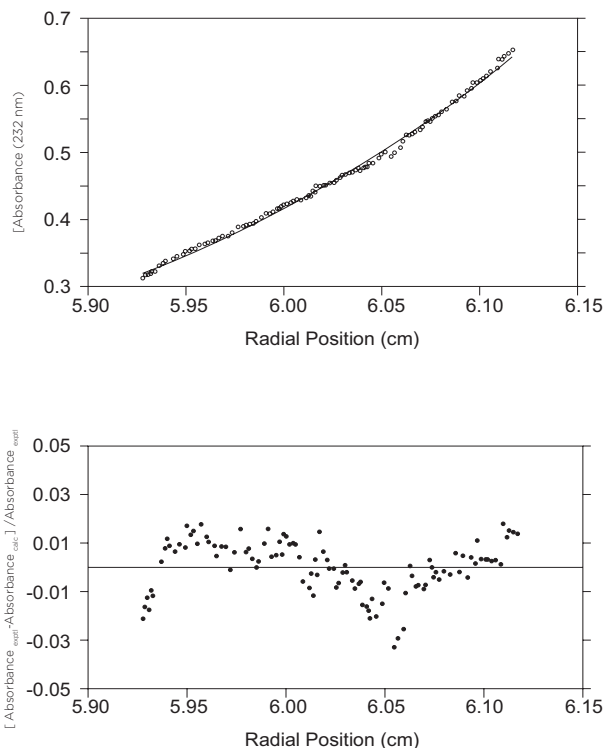 [Absorbance (232 nm)
0.7
0.6
0.5
0.4
0.3
5.90 5.95 6.00 6.05 6.10 6.15
Radial Position (cm)
[ Absorbance exptl -Absorbance calc ] /Absorbance exptl
0.05
0.03
0.01
-0.01
-0.03
-0.05
5.90 5.95 6.00 6.05 6.10 6.15
Radial Position (cm)